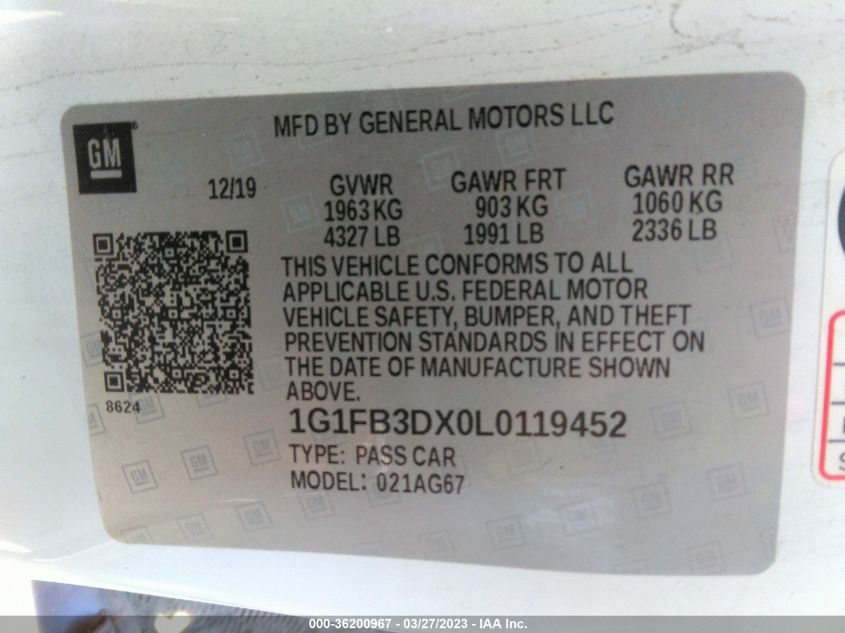 GM
MFD BY GENERAL MOTORS LLC
12/19
GVWR GAWR FRT GAWR RR
1963 KG 903 KG 1060 KG
4327 LB 1991 LB 2336 LB
THIS VEHICLE CONFORMS TO ALL
APPLICABLE U.S. FEDERAL MOTOR
VEHICLE SAFETY, BUMPER, AND THEFT
PREVENTION STANDARDS IN EFFECT ON
THE DATE OF MANUFACTURE SHOWN
ABOVE.
8624
1G1FB3DX0L0119452
TYPE: PASS CAR
MODEL: 021AG67
000-36200967 - 03/27/2023 - IAA Inc.